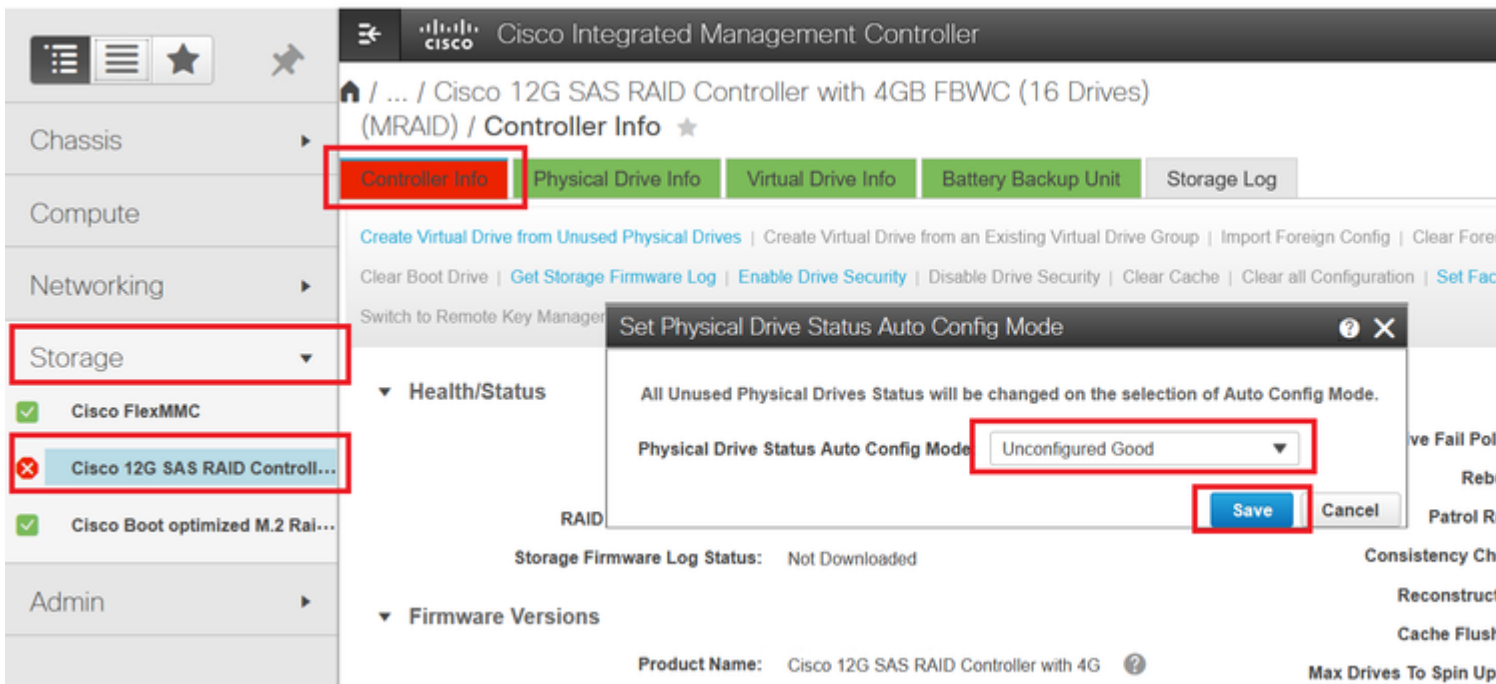 cisco Cisco Integrated Management Controller
/ ... / Cisco 12G SAS RAID Controller with 4GB FBWC (16 Drives)
(MRAID) / Controller Info
Chassis
Compute
Networking
Storage
Cisco FlexMMC
Cisco 12G SAS RAID Controll...
Cisco Boot optimized M.2 Rai...
Admin
Controller Info Physical Drive Info Virtual Drive Info Battery Backup Unit Storage Log
Create Virtual Drive from Unused Physical Drives | Create Virtual Drive from an Existing Virtual Drive Group | Import Foreign Config | Clear Forei
Clear Boot Drive | Get Storage Firmware Log | Enable Drive Security | Disable Drive Security | Clear Cache | Clear all Configuration | Set Fac
Switch to Remote Key Manager
Set Physical Drive Status Auto Config Mode
All Unused Physical Drives Status will be changed on the selection of Auto Config Mode.
Physical Drive Status Auto Config Mode Unconfigured Good
Save Cancel
Health/Status
RAID
Storage Firmware Log Status: Not Downloaded
Firmware Versions
Product Name: Cisco 12G SAS RAID Controller with 4G
ve Fail Pol
Reb
Patrol R
Consistency Ch
Reconstruct
Cache Flush
Max Drives To Spin Up